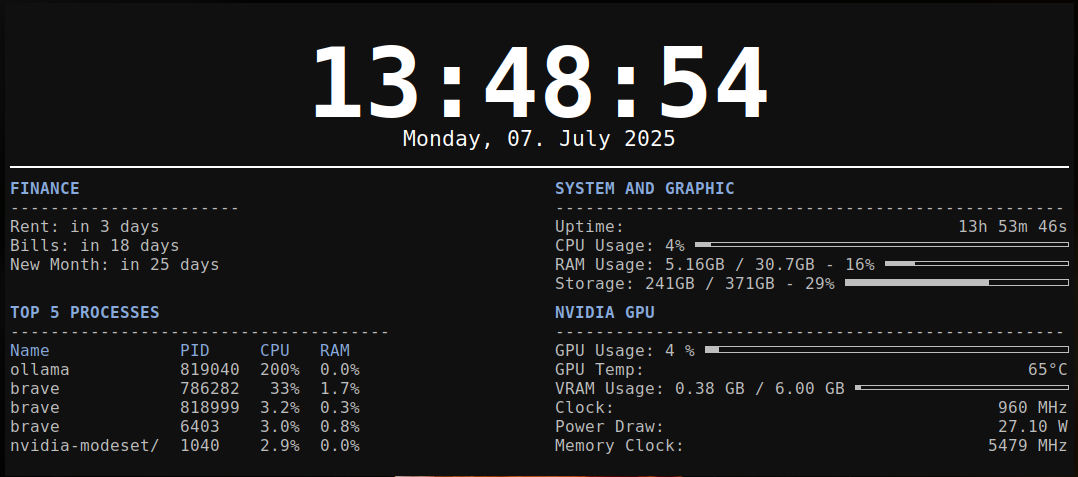 13:48:54
Monday, 07. July 2025
FINANCE
-----------------------
Rent: in 3 days
Bills: in 18 days
New Month: in 25 days
TOP 5 PROCESSES
--------------------------------------
Name PID CPU RAM
ollama 819040 200% 0.0%
brave 786282 33% 1.7%
brave 818999 3.2% 0.3%
brave 6403 3.0% 0.8%
nvidia-modeset/ 1040 2.9% 0.0%
SYSTEM AND GRAPHIC
---------------------------------------------------
Uptime: 13h 53m 46s
CPU Usage: 4%
RAM Usage: 5.16GB / 30.7GB - 16%
Storage: 241GB / 371GB - 29%
NVIDIA GPU
---------------------------------------------------
GPU Usage: 4 %
GPU Temp: 65°C
VRAM Usage: 0.38 GB / 6.00 GB
Clock: 960 MHz
Power Draw: 27.10 W
Memory Clock: 5479 MHz